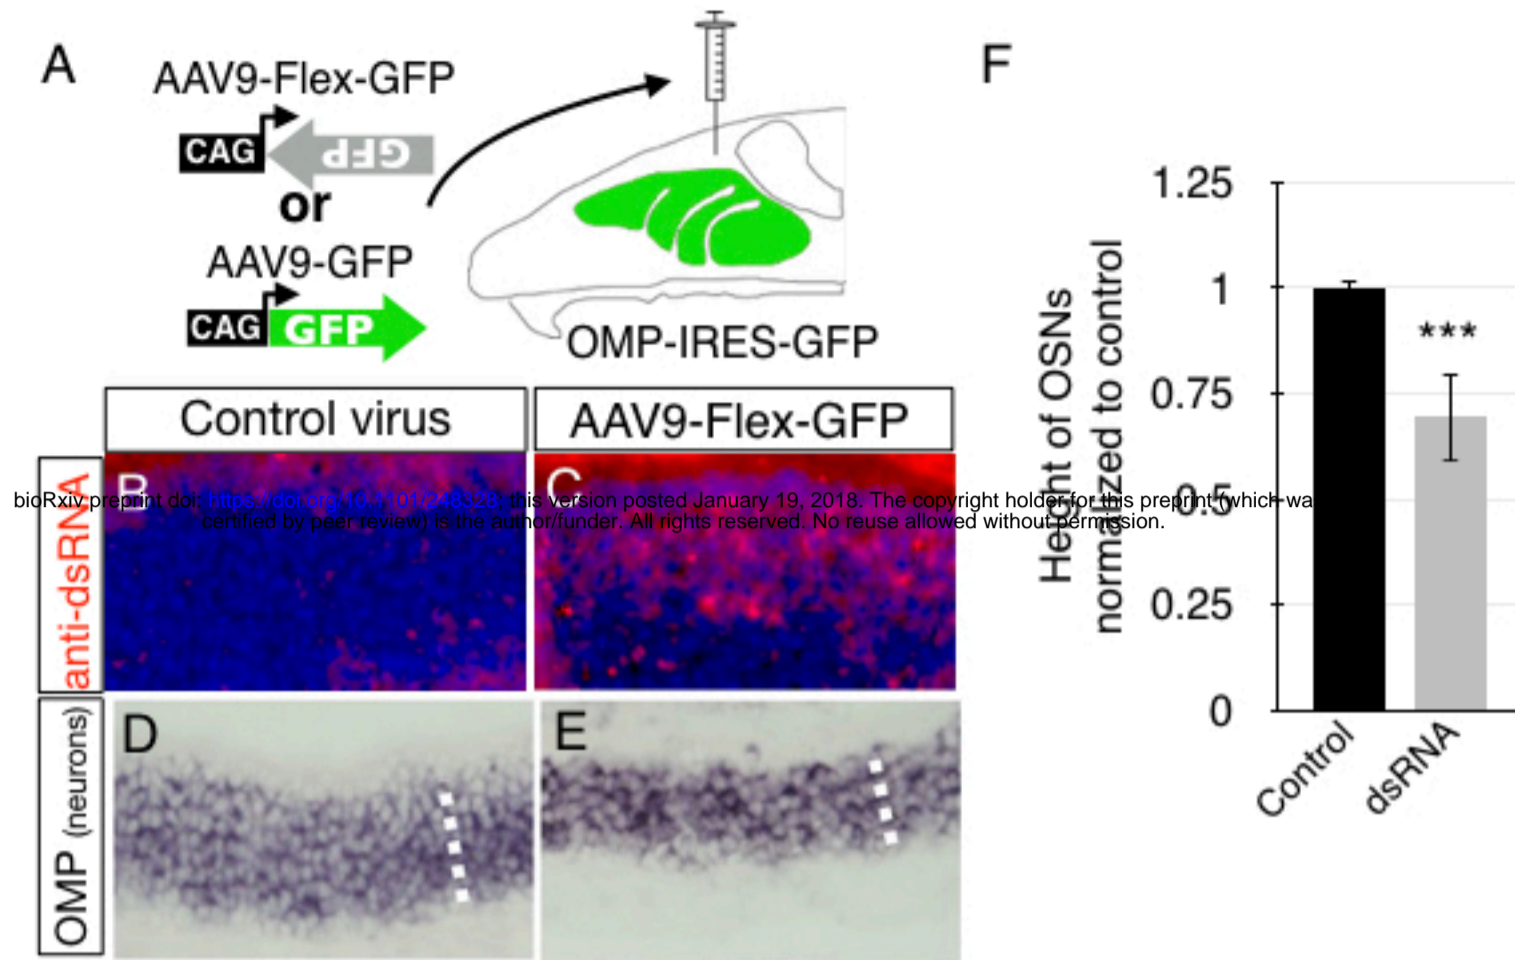 A
AAV9-Flex-GFP
CAG GFP
or
AAV9-GFP
CAG GFP
OMP-IRES-GFP
Control virus
AAV9-Flex-GFP
anti-dsRNA
B
C
bioRxiv preprint doi: https://doi.org/10.1101/248328; this version posted January 19, 2018. The copyright holder for this preprint (which wa
certified by peer review) is the author/funder. All rights reserved. No reuse allowed without permission.
OMP (neurons)
D
E
F
Height of OSNs
normalized to control
1.25
1
0.75
0.5
0.25
0
***
Control
dsRNA